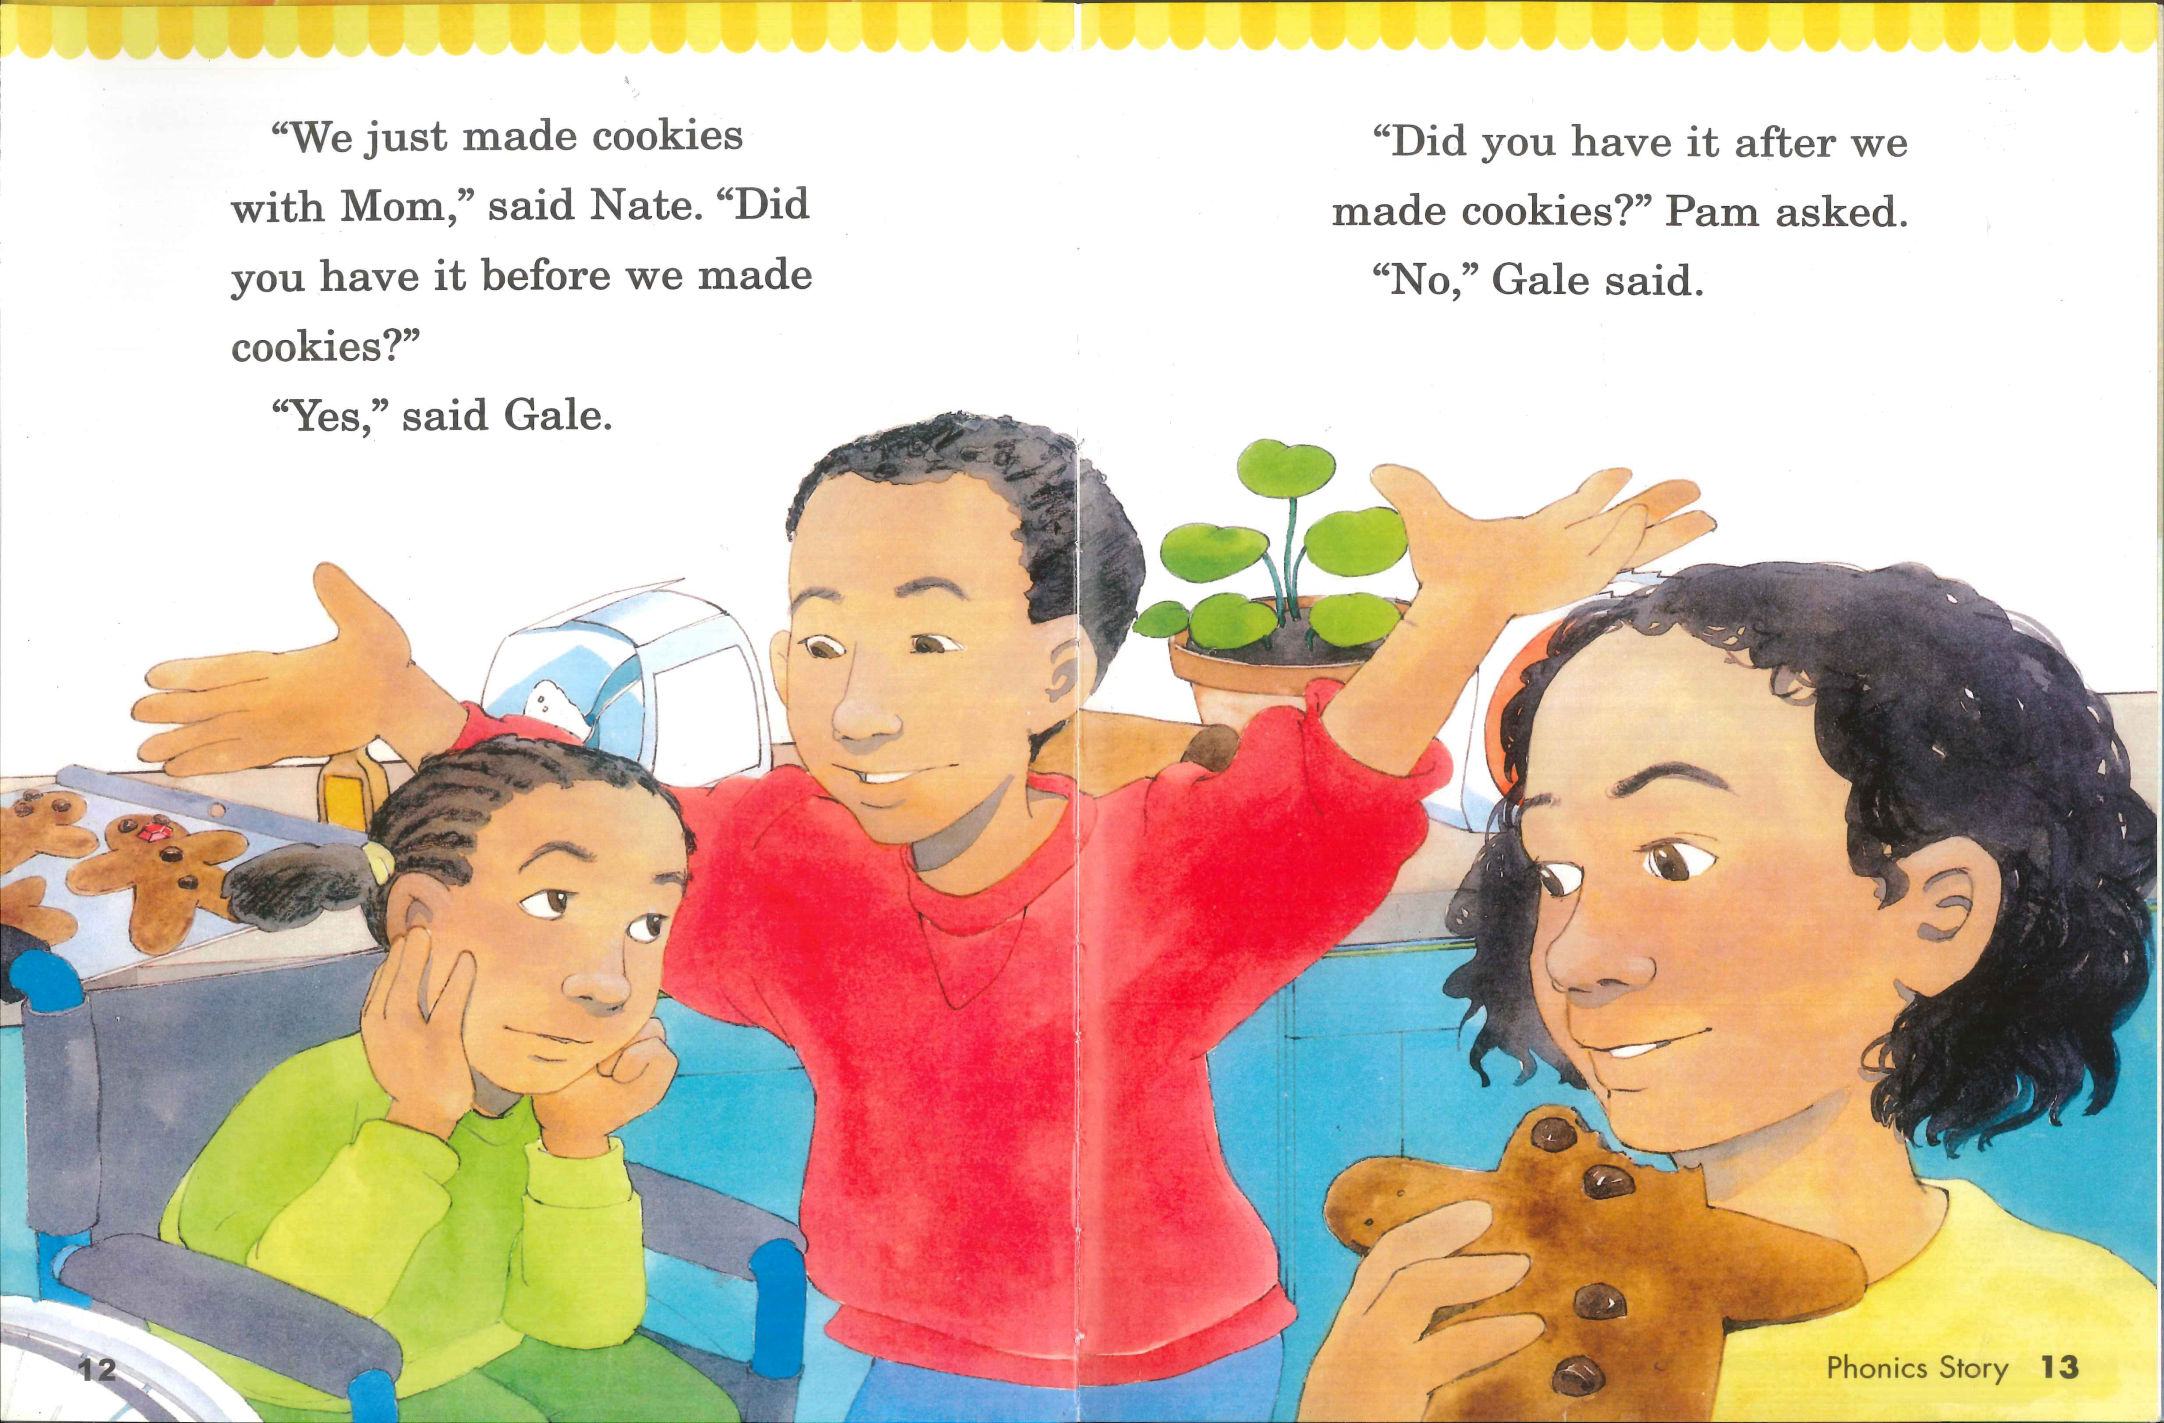 “We just made cookies
with Mom,” said Nate. “Did
you have it before we made
cookies?”
“Yes,” said Gale.
12
“Did you have it after we
made cookies?” Pam asked.
“No,” Gale said.
Phonics Story 13